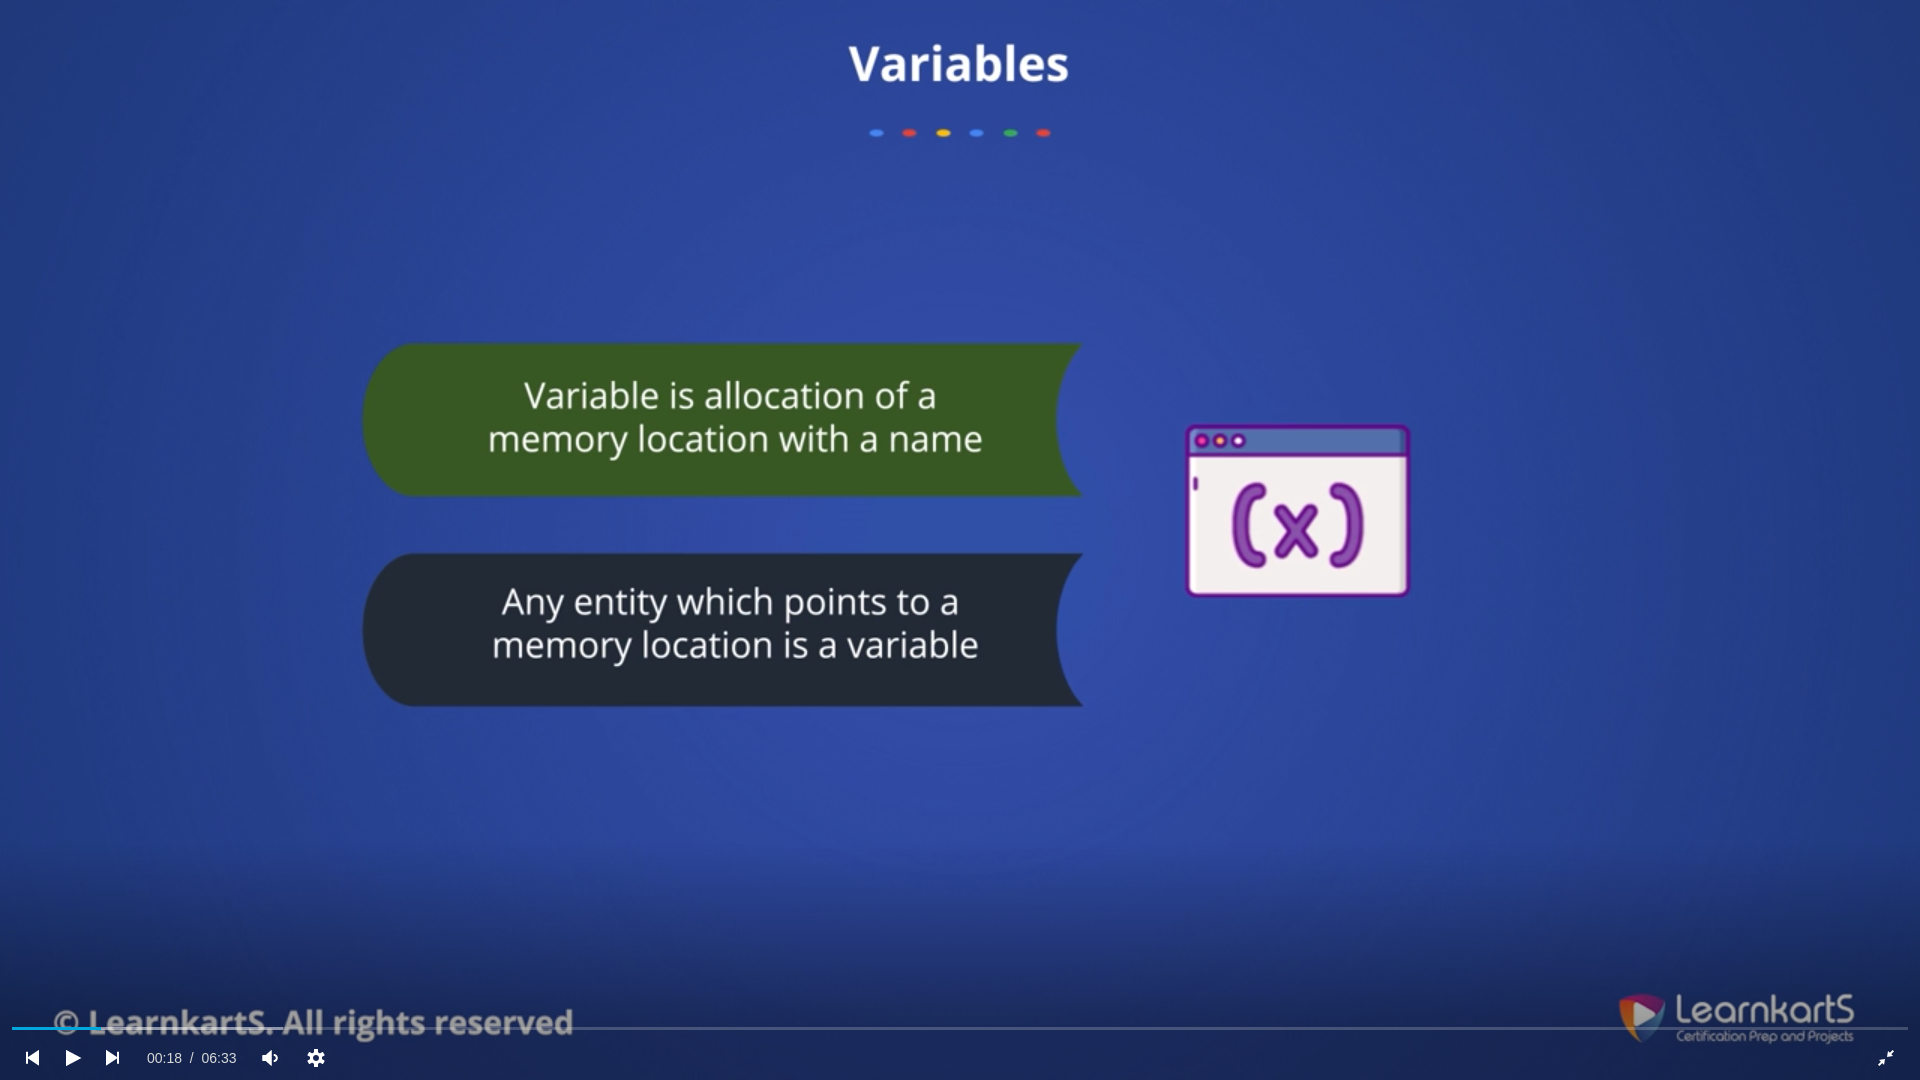 Variables
Variable is allocation of a
memory location with a name
(x)
Any entity which points to a
memory location is a variable
© LearnkartS. All rights reserved
LearnkartS
Certification Prep and Projects
00:18 / 06:33